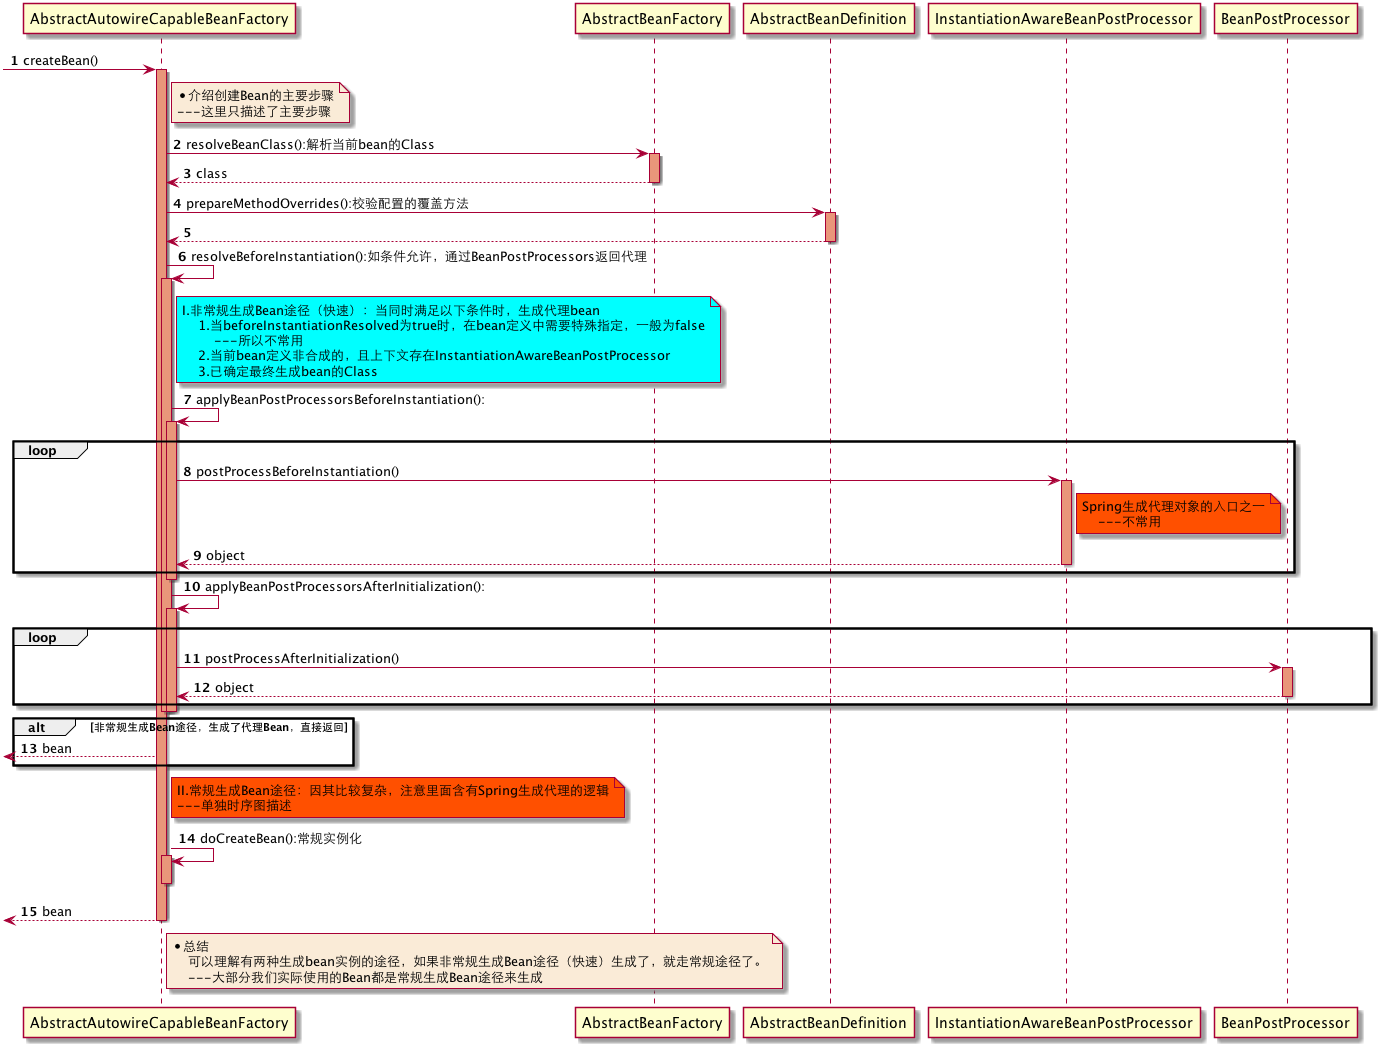 AbstractAutowireCapableBeanFactory
AbstractBeanFactory
AbstractBeanDefinition
InstantiationAwareBeanPostProcessor
BeanPostProcessor
1 createBean()
•介绍创建Bean的主要步骤
---这里只描述了主要步骤
2 resolveBeanClass():解析当前bean的Class
3 class
4 prepareMethodOverrides():校验配置的覆盖方法
5
6 resolveBeforeInstantiation():如条件允许，通过BeanPostProcessors返回代理
I.非常规生成Bean途径（快速）：当同时满足以下条件时，生成代理bean
1.当beforeInstantiationResolved为true时，在bean定义中需要特殊指定，一般为false
---所以不常用
2.当前bean定义非合成的，且上下文存在InstantiationAwareBeanPostProcessor
3.已确定最终生成bean的Class
7 applyBeanPostProcessorsBeforeInstantiation():
loop
8 postProcessBeforeInstantiation()
Spring生成代理对象的入口之一
---不常用
9 object
10 applyBeanPostProcessorsAfterInitialization():
loop
11 postProcessAfterInitialization()
12 object
alt [非常规生成Bean途径，生成了代理Bean，直接返回]
13 bean
II.常规生成Bean途径：因其比较复杂，注意里面含有Spring生成代理的逻辑
---单独时序图描述
14 doCreateBean():常规实例化
15 bean
•总结
可以理解有两种生成bean实例的途径，如果非常规生成Bean途径（快速）生成了，就走常规途径了。
---大部分我们实际使用的Bean都是常规生成Bean途径来生成
AbstractAutowireCapableBeanFactory
AbstractBeanFactory
AbstractBeanDefinition
InstantiationAwareBeanPostProcessor
BeanPostProcessor